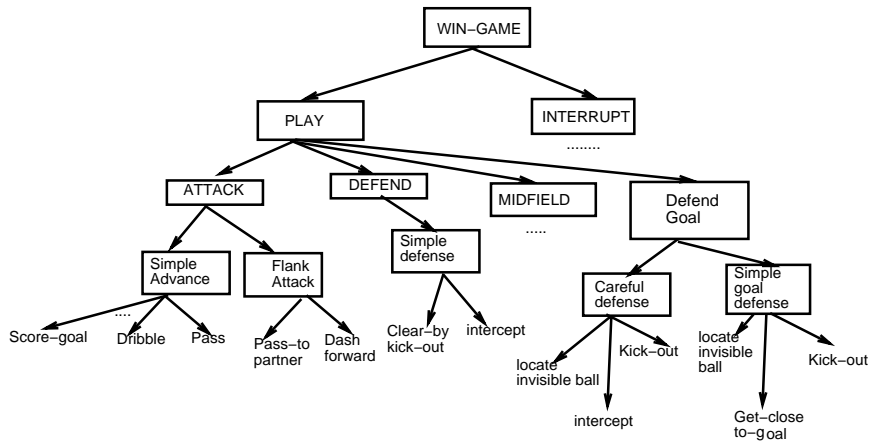 WIN−GAME
PLAY
INTERRUPT
........
ATTACK
DEFEND
MIDFIELD
.....
Defend
Goal
Simple
Advance
Flank
Attack
Simple
defense
Careful
defense
Simple
goal
defense
....
Score−goal
Dribble
Pass
Pass−to
partner
Dash
forward
Clear−by
kick−out
intercept
locate
invisible ball
Kick−out
intercept
locate
invisible
ball
Kick−out
Get−close
to−goal